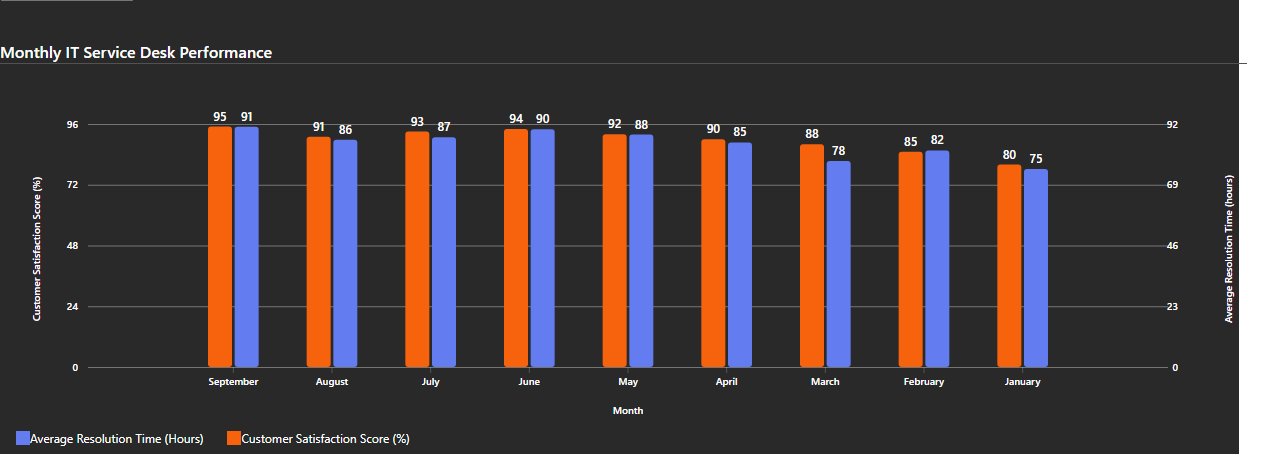 Monthly IT Service Desk Performance
95 91 91 86 93 87 94 90 92 88 90 85 88 78 85 82 80 75
96
72
48
24
0
Customer Satisfaction Score (%)
92
69
46
23
0
Average Resolution Time (hours)
September August July June May April March February January
Month
Average Resolution Time (Hours) Customer Satisfaction Score (%)